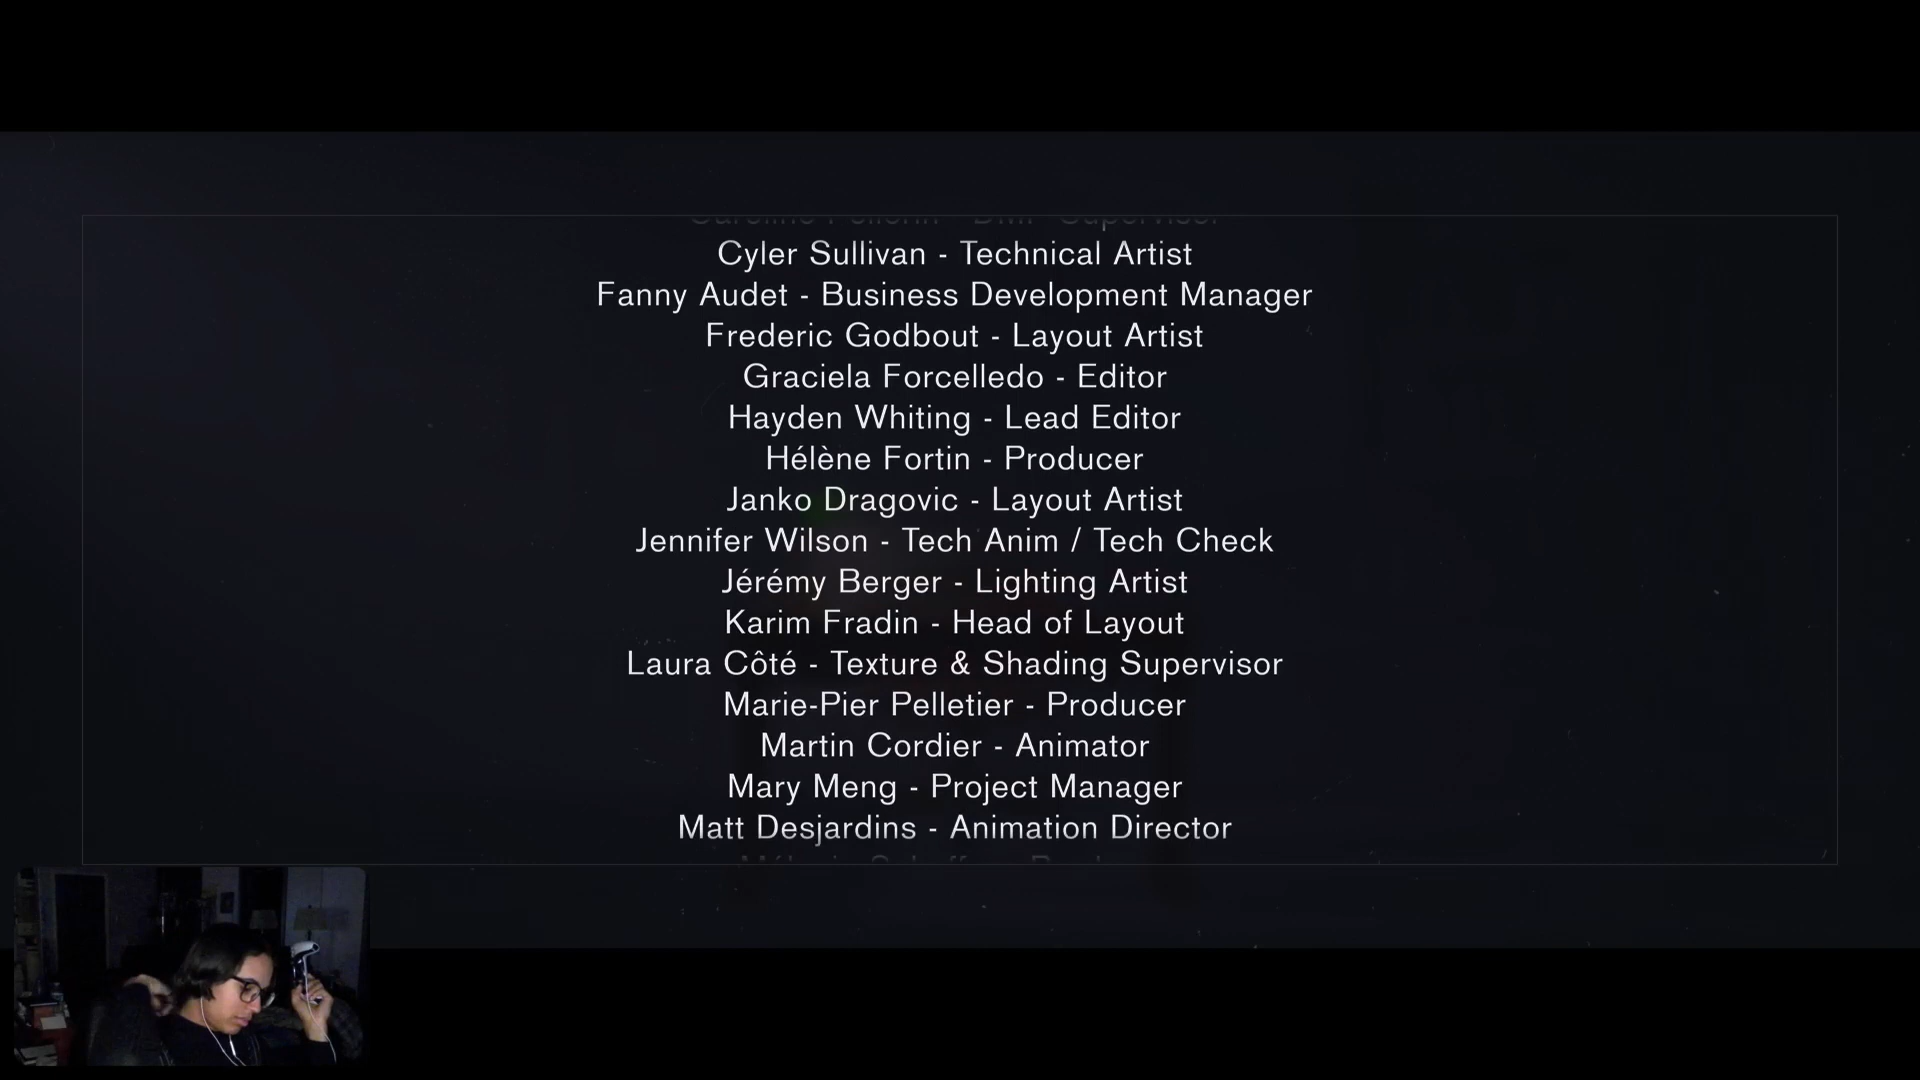 Cyler Sullivan - Technical Artist
Fanny Audet - Business Development Manager
Frederic Godbout - Layout Artist
Graciela Forcelledo - Editor
Hayden Whiting - Lead Editor
Hélène Fortin - Producer
Janko Dragovic - Layout Artist
Jennifer Wilson - Tech Anim / Tech Check
Jérémy Berger - Lighting Artist
Karim Fradin - Head of Layout
Laura Côté - Texture & Shading Supervisor
Marie-Pier Pelletier - Producer
Martin Cordier - Animator
Mary Meng - Project Manager
Matt Desjardins - Animation Director